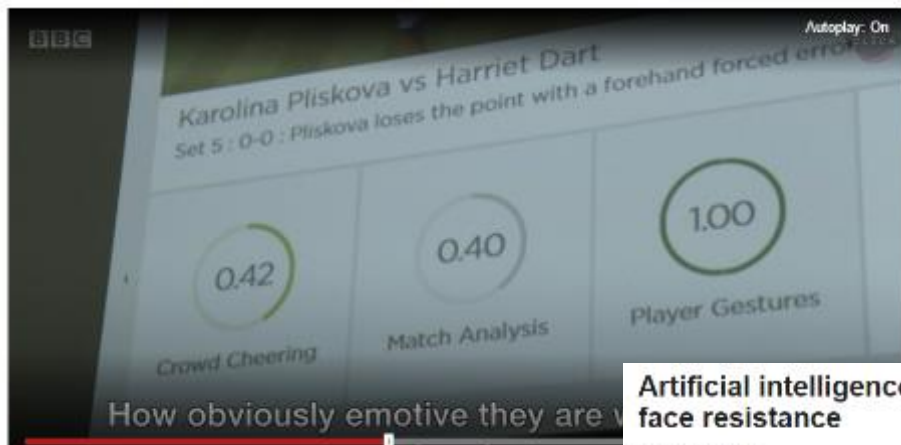 BBC
Autoplay: On
CLICK
Karolina Pliskova vs Harriet Dart
Set 5 : 0-0 : Pliskova loses the point with a forehand forced error
0.42
0.40
1.00
Crowd Cheering
Match Analysis
Player Gestures
How obviously emotive they are
Artificial intelligence
face resistance